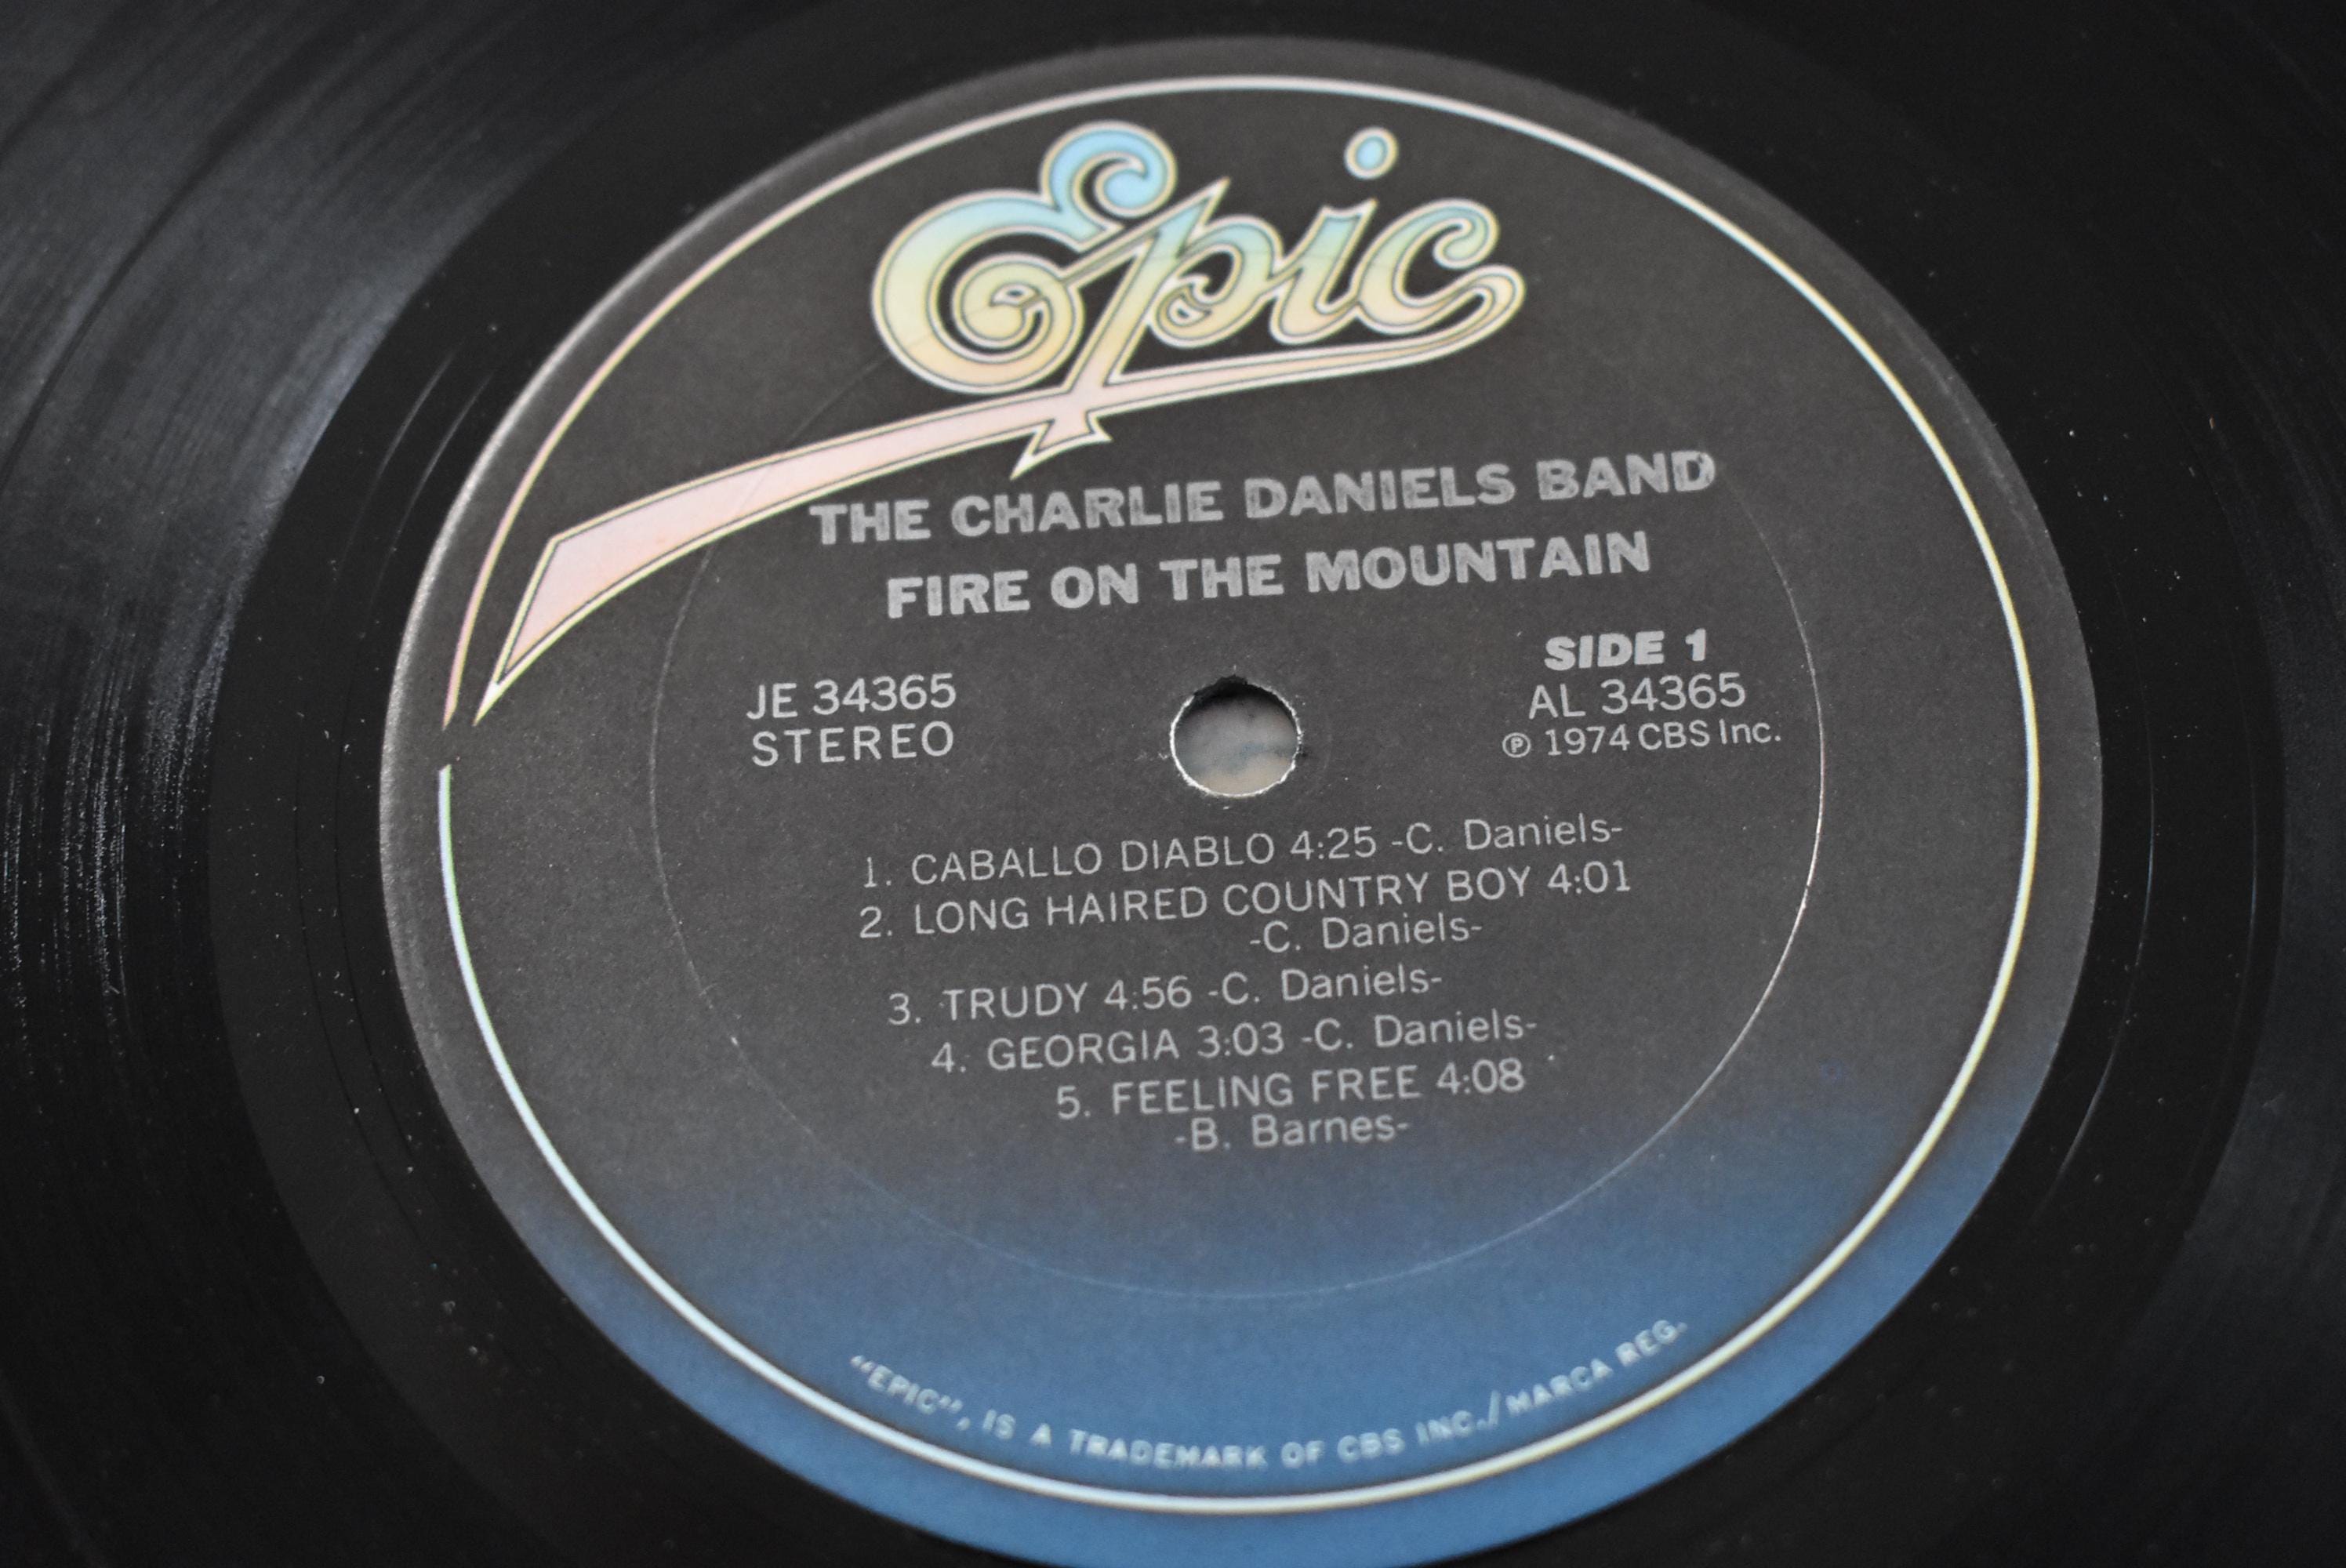 Epic
THE CHARLIE DANIELS BAND
FIRE ON THE MOUNTAIN
SIDE 1
JE 34365
AL 34365
STEREO
℗ 1974 CBS Inc.
1. CABALLO DIABLO 4:25 -C. Daniels-
2. LONG HAIRED COUNTRY BOY 4:01
-C. Daniels-
3. TRUDY 4:56 -C. Daniels-
4. GEORGIA 3:03 -C. Daniels-
5. FEELING FREE 4:08
-B. Barnes-
"EPIC", IS A TRADEMARK OF CBS INC./MARCA REG.